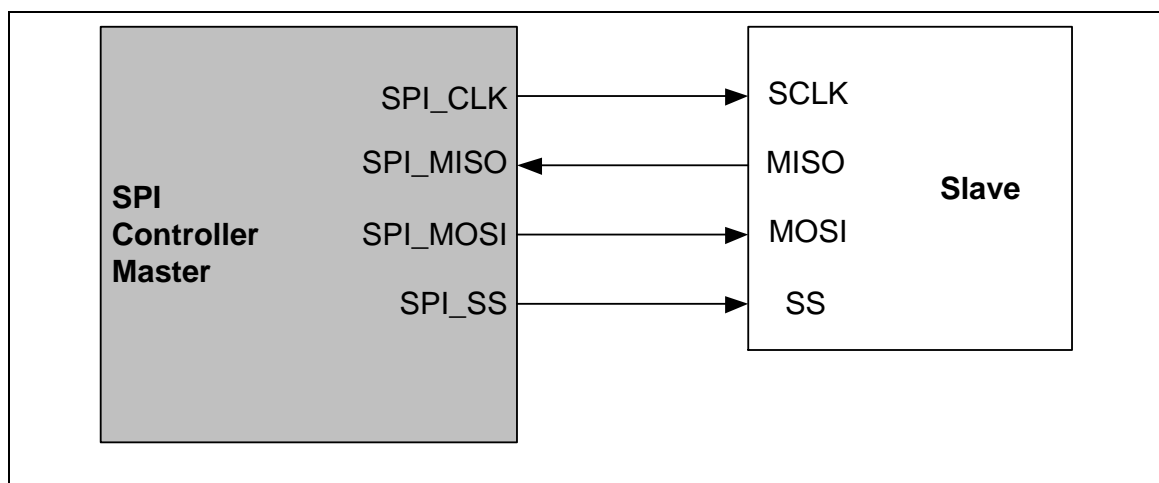 SPI_CLK
SPI_MISO
SPI_MOSI
SPI_SS
SPI
Controller
Master
SCLK
MISO
MOSI
SS
Slave